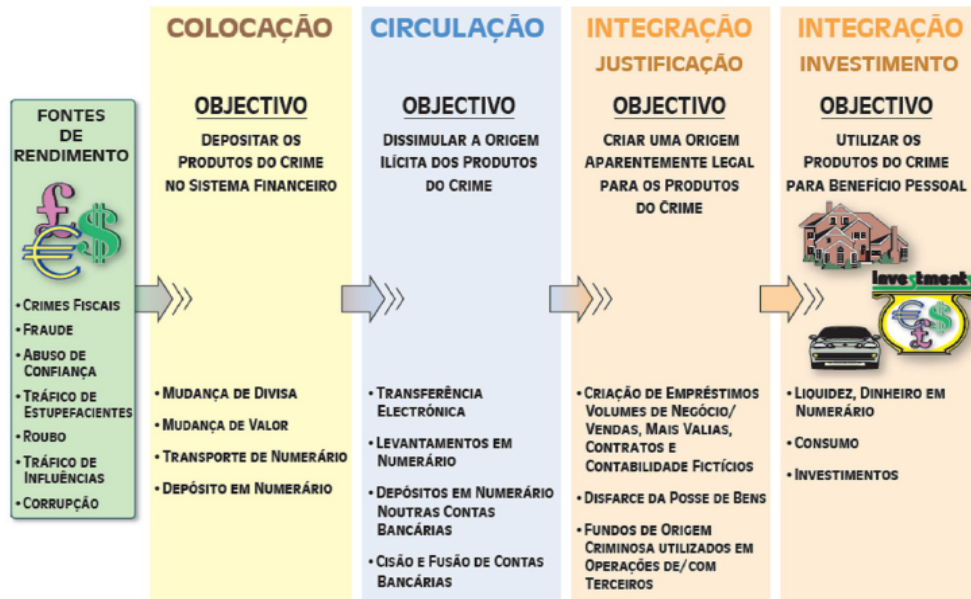 FONTES
DE
RENDIMENTO
• CRIMES FISCAIS
• FRAUDE
• ABUSO DE
CONFIANÇA
• TRÁFICO DE
ESTUPEFACIENTES
• ROUBO
• TRÁFICO DE
INFLUÊNCIAS
• CORRUPÇÃO
COLOCAÇÃO
OBJECTIVO
DEPOSITAR OS
PRODUTOS DO CRIME
NO SISTEMA FINANCEIRO
• MUDANÇA DE DIVISA
• MUDANÇA DE VALOR
• TRANSPORTE DE NUMERÁRIO
• DEPÓSITO EM NUMERÁRIO
CIRCULAÇÃO
OBJECTIVO
DISSIMULAR A ORIGEM
ILÍCITA DOS PRODUTOS
DO CRIME
• TRANSFERÊNCIA
ELECTRÓNICA
• LEVANTAMENTOS EM
NUMERÁRIO
• DEPÓSITOS EM NUMERÁRIO
NOUTRAS CONTAS
BANCÁRIAS
• CISÃO E FUSÃO DE CONTAS
BANCÁRIAS
INTEGRAÇÃO
JUSTIFICAÇÃO
OBJECTIVO
CRIAR UMA ORIGEM
APARENTEMENTE LEGAL
PARA OS PRODUTOS
DO CRIME
• CRIAÇÃO DE EMPRÉSTIMOS
VOLUMES DE NEGÓCIO/
VENDAS, MAIS VALIAS,
CONTRATOS E
CONTABILIDADE FICTÍCIOS
• DISFARCE DA POSSE DE BENS
• FUNDOS DE ORIGEM
CRIMINOSA UTILIZADOS EM
OPERAÇÕES DE/COM
TERCEIROS
INTEGRAÇÃO
INVESTIMENTO
OBJECTIVO
UTILIZAR OS
PRODUTOS DO CRIME
PARA BENEFÍCIO PESSOAL
Investments
• LIQUIDEZ, DINHEIRO EM
NUMERÁRIO
• CONSUMO
• INVESTIMENTOS